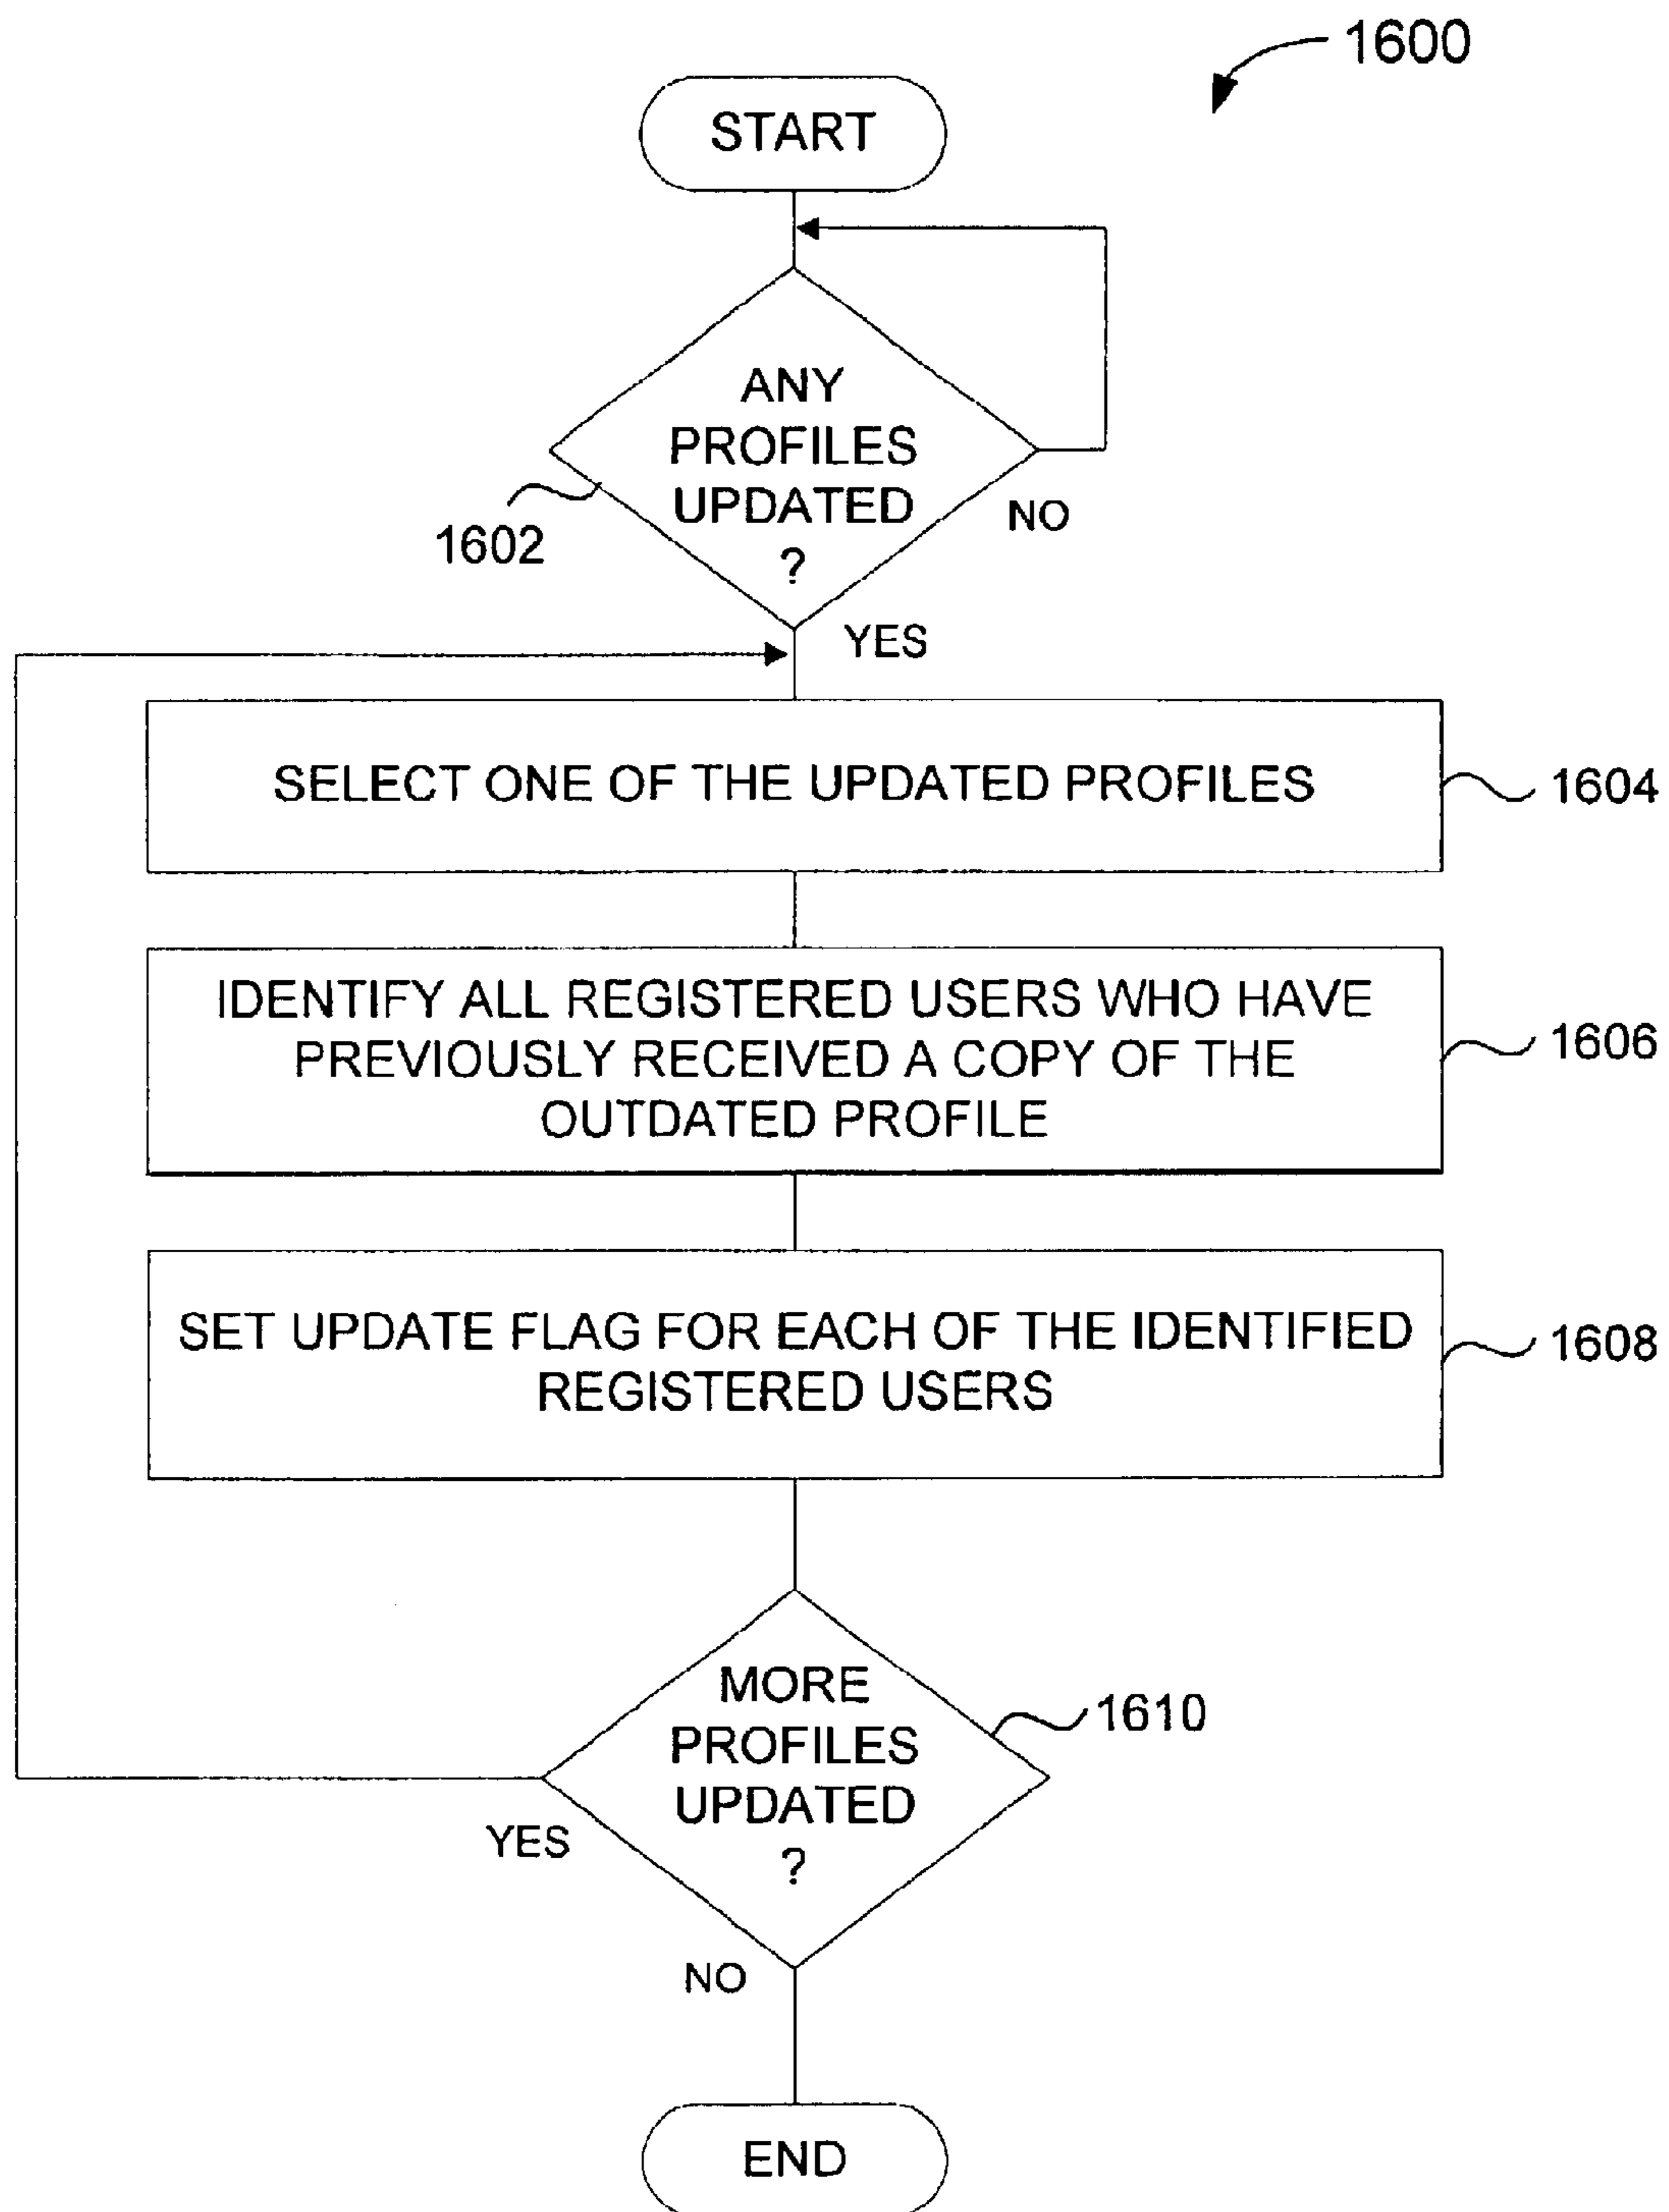 1600
START
ANY
PROFILES
UPDATED
?
NO
1602
YES
SELECT ONE OF THE UPDATED PROFILES
1604
IDENTIFY ALL REGISTERED USERS WHO HAVE
PREVIOUSLY RECEIVED A COPY OF THE
OUTDATED PROFILE
1606
SET UPDATE FLAG FOR EACH OF THE IDENTIFIED
REGISTERED USERS
1608
MORE
PROFILES
UPDATED
?
1610
YES
NO
END